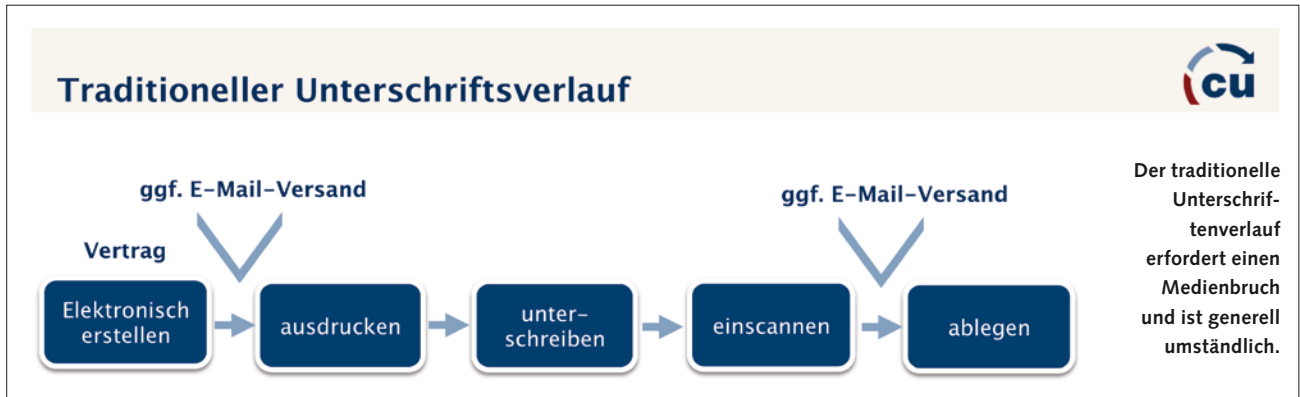 Traditioneller Unterschriftsverlauf
cu
ggf. E-Mail-Versand
ggf. E-Mail-Versand
Vertrag
Elektronisch
erstellen
ausdrucken
unter-
schreiben
einscannen
ablegen
Der traditionelle
Unterschrif-
tenverlauf
erfordert einen
Medienbruch
und ist generell
umständlich.